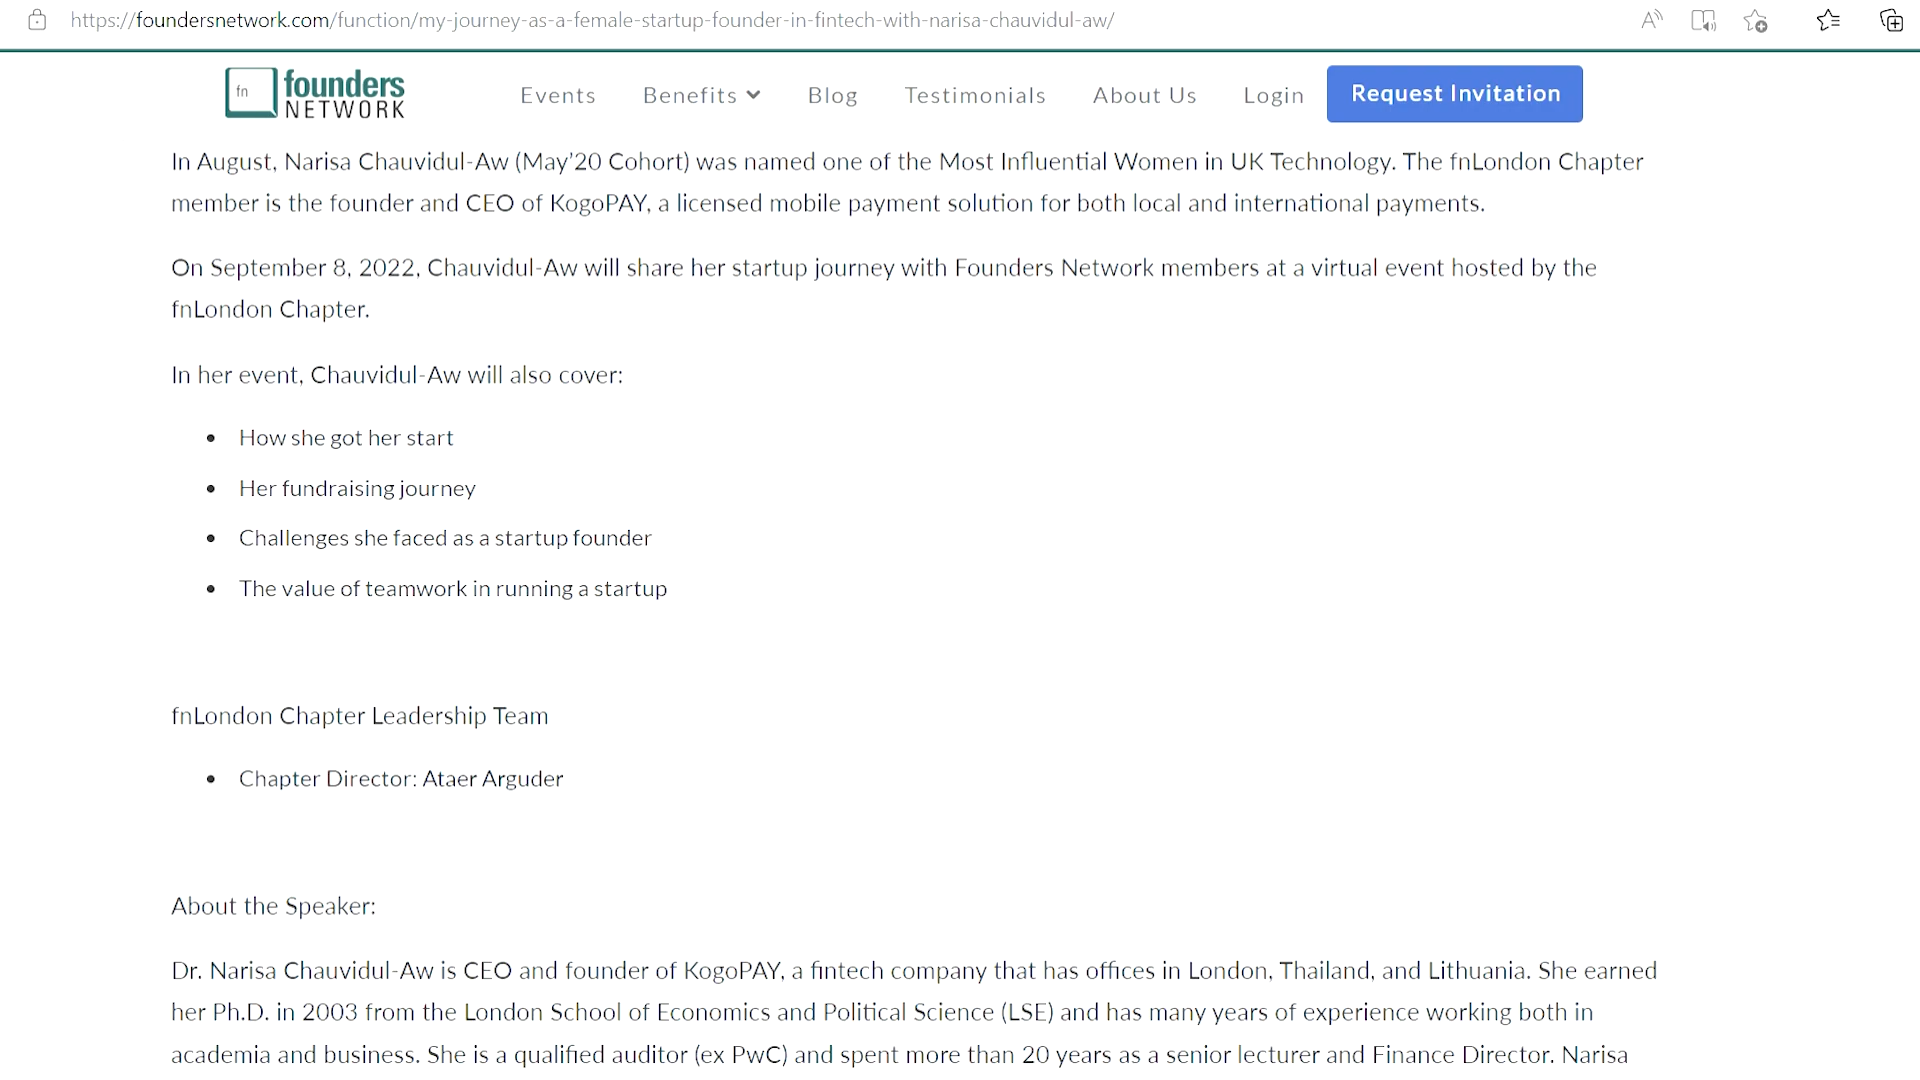 https://foundersnetwork.com/function/my-journey-as-a-female-startup-founder-in-fintech-with-narisa-chauvidul-aw/
fn founders NETWORK
Events Benefits Blog Testimonials About Us Login Request Invitation
In August, Narisa Chauvidul-Aw (May’20 Cohort) was named one of the Most Influential Women in UK Technology. The fnLondon Chapter
member is the founder and CEO of KogoPAY, a licensed mobile payment solution for both local and international payments.
On September 8, 2022, Chauvidul-Aw will share her startup journey with Founders Network members at a virtual event hosted by the
fnLondon Chapter.
In her event, Chauvidul-Aw will also cover:
• How she got her start
• Her fundraising journey
• Challenges she faced as a startup founder
• The value of teamwork in running a startup
fnLondon Chapter Leadership Team
• Chapter Director: Ataer Arguder
About the Speaker:
Dr. Narisa Chauvidul-Aw is CEO and founder of KogoPAY, a fintech company that has offices in London, Thailand, and Lithuania. She earned
her Ph.D. in 2003 from the London School of Economics and Political Science (LSE) and has many years of experience working both in
academia and business. She is a qualified auditor (ex PwC) and spent more than 20 years as a senior lecturer and Finance Director. Narisa